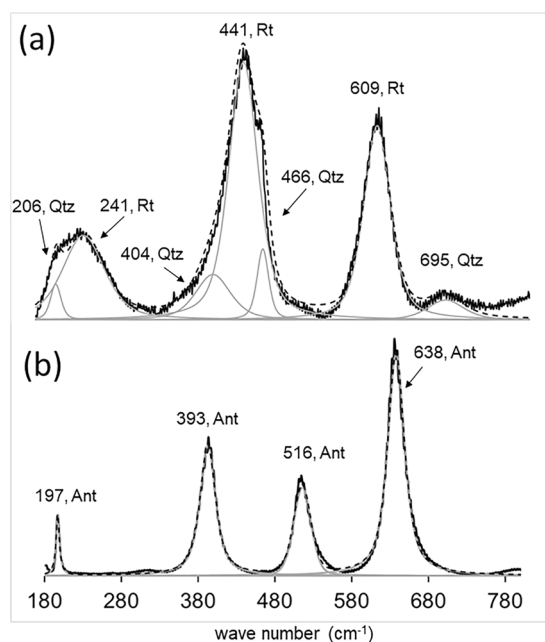 (a)
441, Rt
609, Rt
206, Qtz
241, Rt
404, Qtz
466, Qtz
695, Qtz
(b)
638, Ant
393, Ant
516, Ant
197, Ant
180 280 380 480 580 680 780
wave number (cm-1)